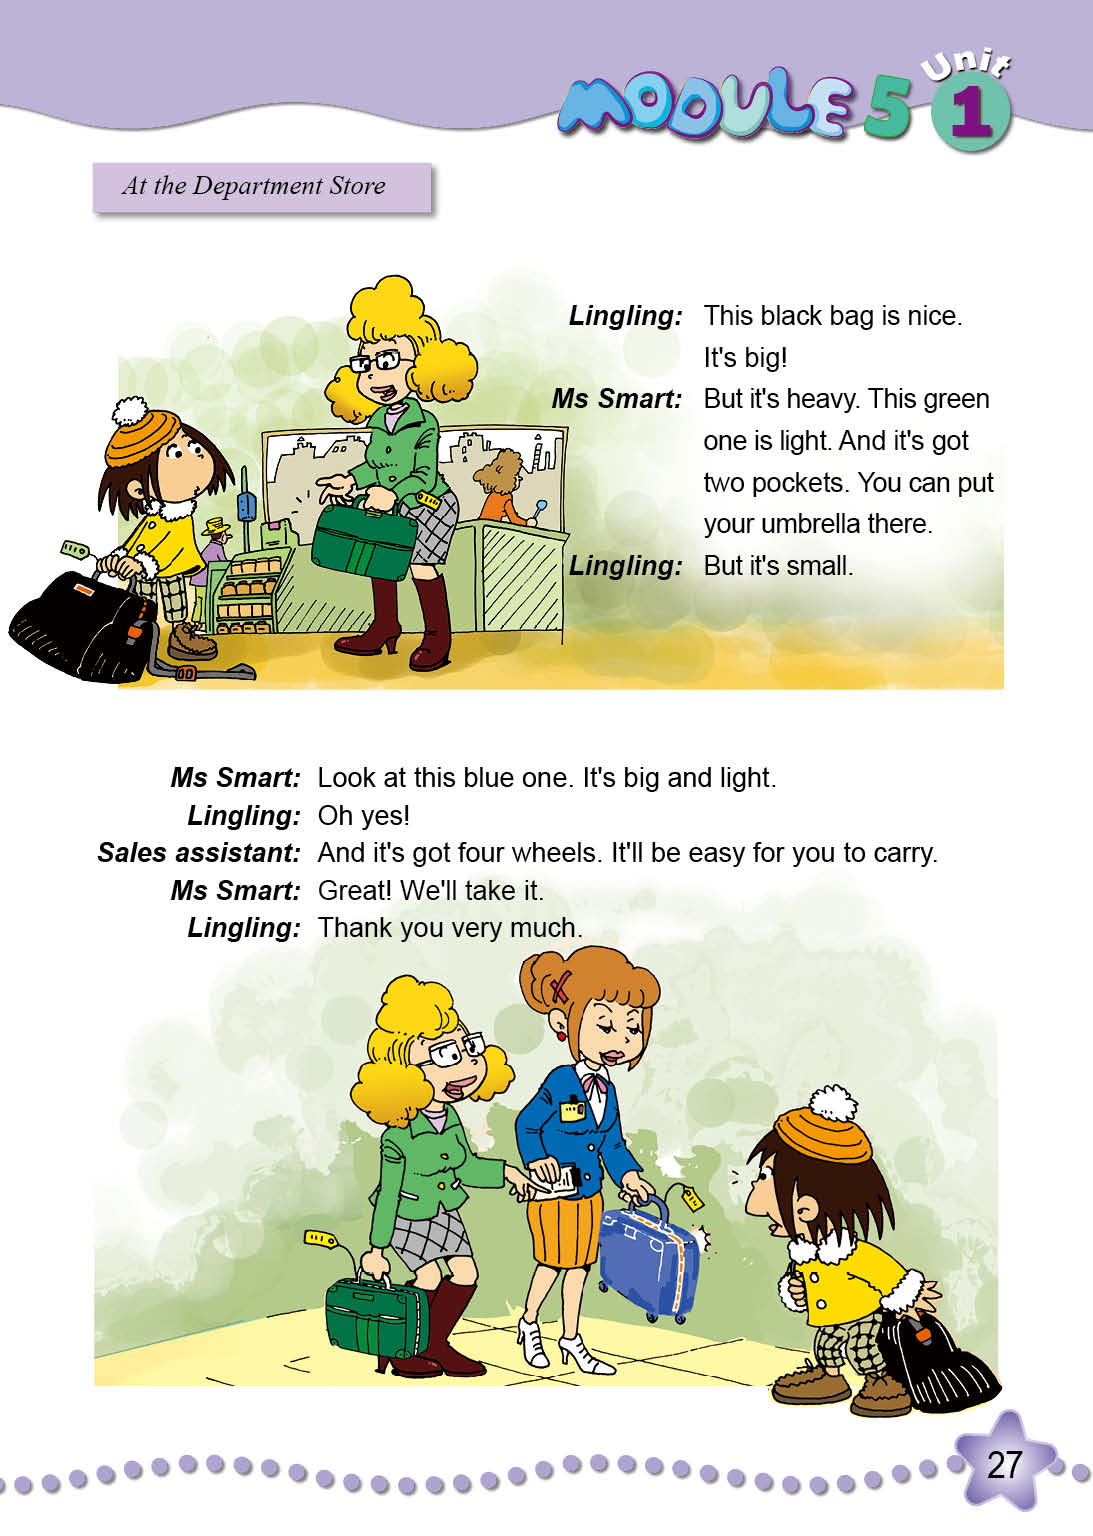 MODULE 5 Unit 1
At the Department Store
Lingling: This black bag is nice.
It's big!
Ms Smart: But it's heavy. This green
one is light. And it's got
two pockets. You can put
your umbrella there.
Lingling: But it's small.
Ms Smart: Look at this blue one. It's big and light.
Lingling: Oh yes!
Sales assistant: And it's got four wheels. It'll be easy for you to carry.
Ms Smart: Great! We'll take it.
Lingling: Thank you very much.
27